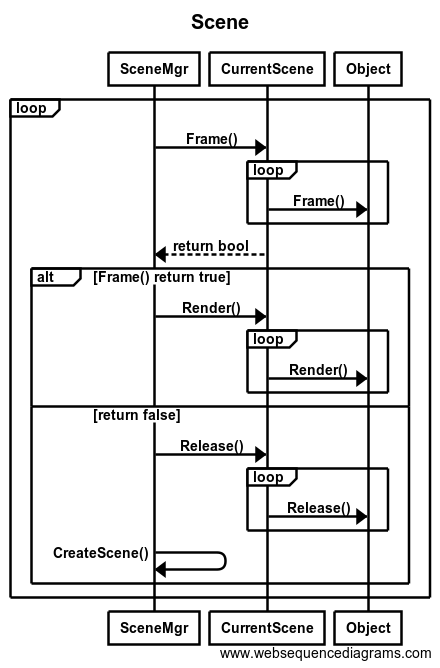 Scene
SceneMgr CurrentScene Object
loop
Frame()
loop
Frame()
return bool
alt [Frame() return true]
Render()
loop
Render()
[return false]
Release()
loop
Release()
CreateScene()
SceneMgr CurrentScene Object
www.websequencediagrams.com